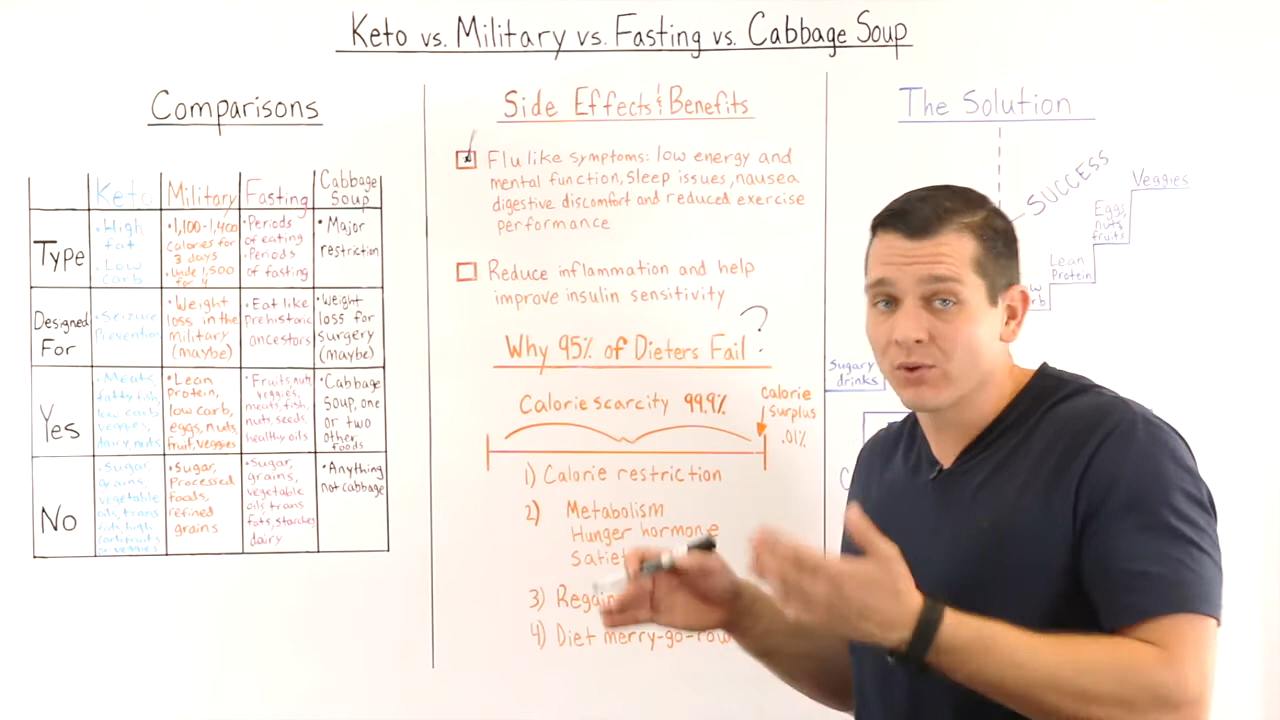 Keto vs. Military vs. Fasting vs. Cabbage Soup
Comparisons
Keto
Military
Fasting
Cabbage
Soup
Type
• High
fat
• Low
Carb
• 1,100-1,400
calories for
3 days
• Under 1,500
for 4
• Periods
of eating
• Periods
of fasting
• Major
restriction
Designed
For
• Seizure
Prevention
• Weight
loss in the
military
(maybe)
• Eat like
prehistoric
ancestors
• Weight
loss for
surgery
(maybe)
Yes
• Meats,
fatty fish,
low carb
veggies,
dairy, nuts
• Lean
Protein,
low carb,
eggs, nuts,
fruit, veggies
• Fruits, nuts,
veggies,
meats, fish,
nuts, seeds,
healthy oils
• Cabbage
Soup, one
or two
other
foods
No
• Sugar,
grains,
vegetable
oils, trans
fats, high
carb fruits
or veggies
• Sugar,
Processed
foods,
refined
grains
• Sugar,
grains,
vegetable
oils, trans
fats, starches
dairy
• Anything
not cabbage
Side Effects & Benefits
Flu like symptoms: low energy and
mental function, sleep issues, nausea
digestive discomfort and reduced exercise
performance
Reduce inflammation and help
improve insulin sensitivity
Why 95% of Dieters Fail?
Calorie scarcity 99.9%
calorie
surplus
.01%
1) Calorie restriction
2) Metabolism
Hunger hormone
Satiet
3) Regain
4) Diet merry-go-rou
The Solution
SUCCESS
Veggies
Eggs,
nuts,
fruits
Lean
Protein
Sugary
drinks